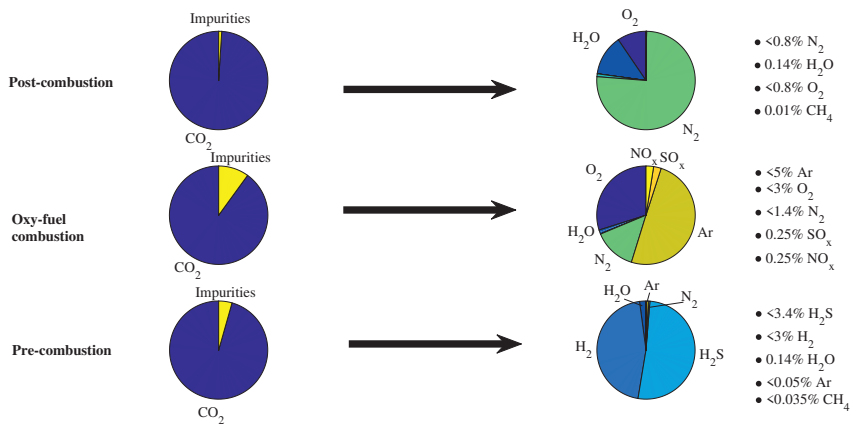 Post-combustion
Impurities
CO₂
O₂
H₂O
N₂
• <0.8% N₂
• 0.14% H₂O
• <0.8% O₂
• 0.01% CH₄
Oxy-fuel
combustion
Impurities
CO₂
NOₓ SOₓ
O₂
H₂O
N₂
Ar
• <5% Ar
• <3% O₂
• <1.4% N₂
• 0.25% SOₓ
• 0.25% NOₓ
Pre-combustion
Impurities
CO₂
H₂O
Ar
N₂
H₂
H₂S
• <3.4% H₂S
• <3% H₂
• 0.14% H₂O
• <0.05% Ar
• <0.035% CH₄